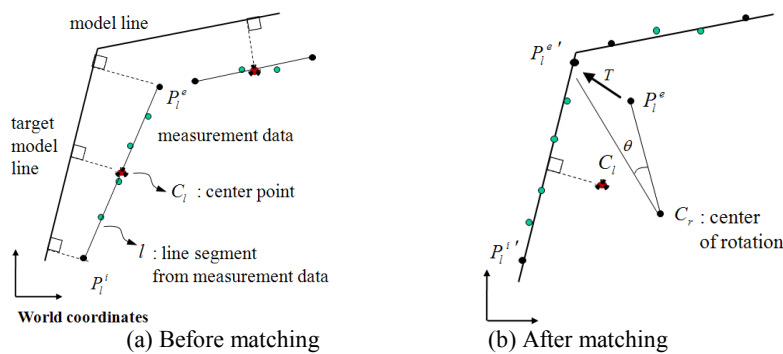 model line
P_l^e
target
model
line
measurement data
C_l : center point
l : line segment
from measurement data
P_l^i
World coordinates
(a) Before matching
P_l^e ′
T
P_l^e
θ
C_l
C_r : center
of rotation
P_l^i ′
(b) After matching